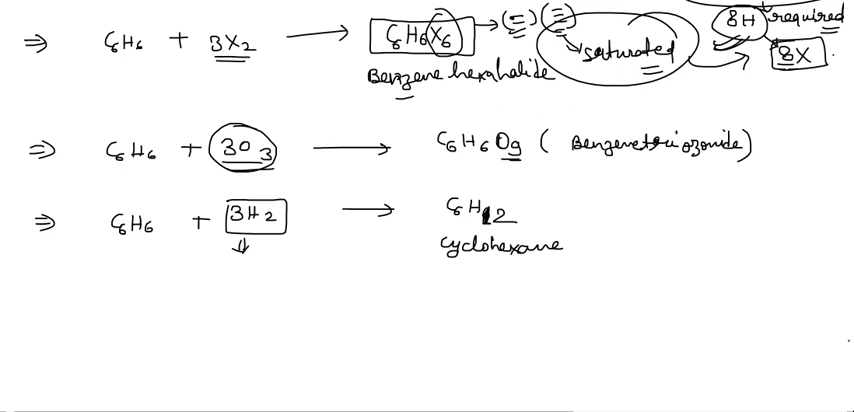 ⇒ C6H6 + 3X2 → C6H6X6 → (=) (≡) saturated 8H required
Benzene hexahalide 8X
⇒ C6H6 + 3O3 → C6H6O9 ( Benzenetriozonide)
⇒ C6H6 + 3H2 → C6H12
cyclohexane